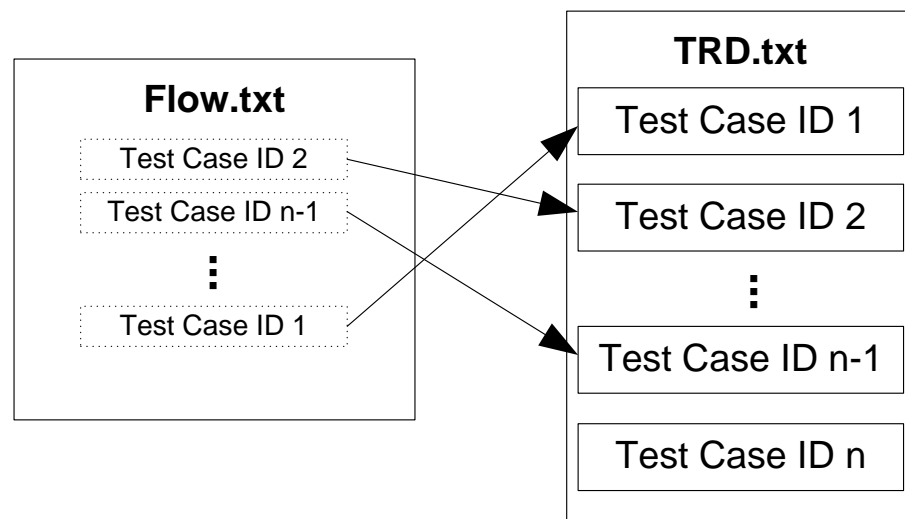 Flow.txt
Test Case ID 2
Test Case ID n-1
⋮
Test Case ID 1
TRD.txt
Test Case ID 1
Test Case ID 2
⋮
Test Case ID n-1
Test Case ID n